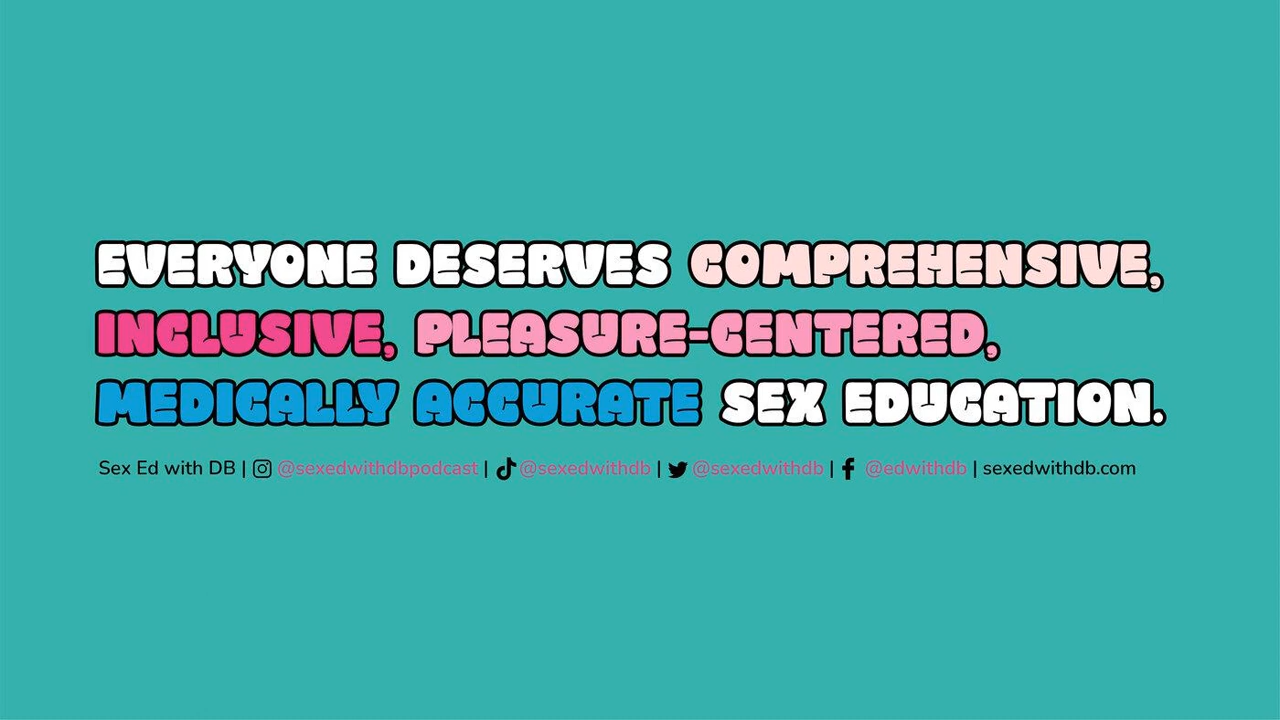 EVERYONE DESERVES COMPREHENSIVE,
INCLUSIVE, PLEASURE-CENTERED,
MEDICALLY ACCURATE SEX EDUCATION.
Sex Ed with DB | @sexedwithdbpodcast | @sexedwithdb | @sexedwithdb | @edwithdb | sexedwithdb.com